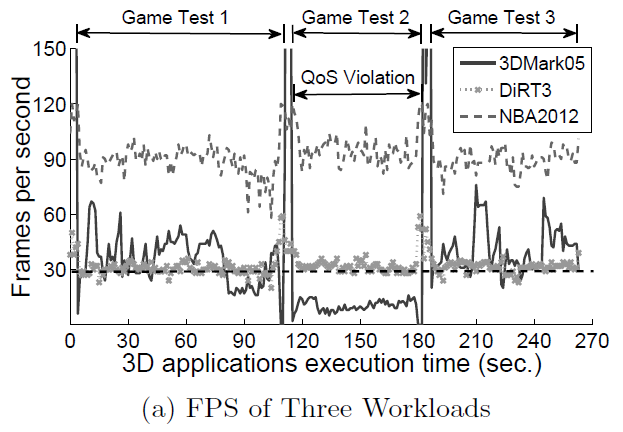 Game Test 1 Game Test 2 Game Test 3
150
120
90
60
30
Frames per second
QoS Violation
3DMark05
DiRT3
NBA2012
0 30 60 90 120 150 180 210 240 270
3D applications execution time (sec.)
(a) FPS of Three Workloads